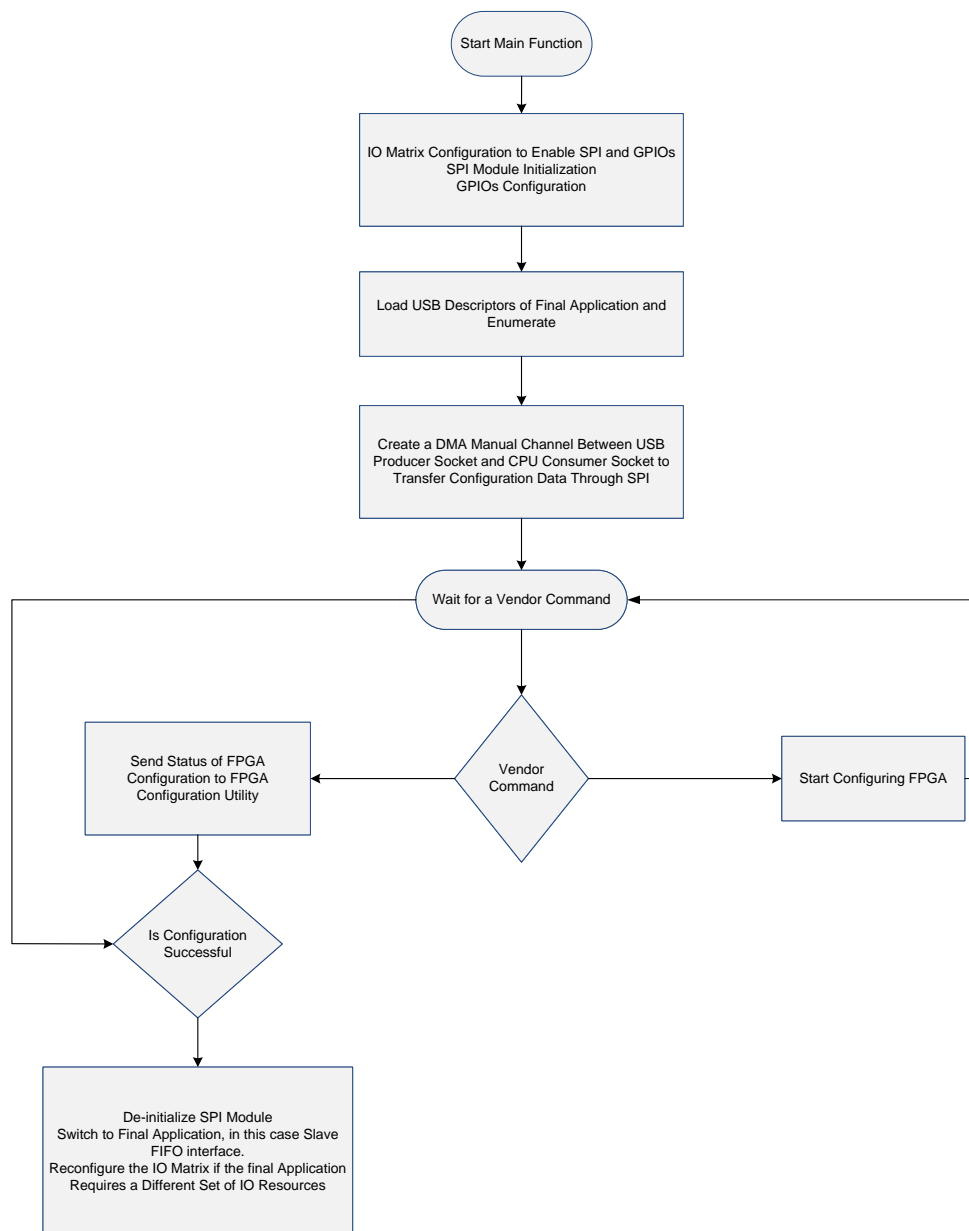 Start Main Function
IO Matrix Configuration to Enable SPI and GPIOs
SPI Module Initialization
GPIOs Configuration
Load USB Descriptors of Final Application and
Enumerate
Create a DMA Manual Channel Between USB
Producer Socket and CPU Consumer Socket to
Transfer Configuration Data Through SPI
Wait for a Vendor Command
Send Status of FPGA
Configuration to FPGA
Configuration Utility
Vendor
Command
Start Configuring FPGA
Is Configuration
Successful
De-initialize SPI Module
Switch to Final Application, in this case Slave
FIFO interface.
Reconfigure the IO Matrix if the final Application
Requires a Different Set of IO Resources